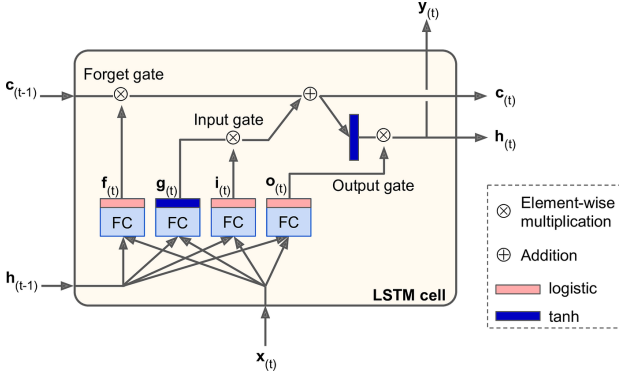 y(t)
Forget gate
c(t-1)
c(t)
Input gate
h(t)
f(t) g(t) i(t) o(t)
Output gate
FC FC FC FC
Element-wise
multiplication
Addition
h(t-1)
LSTM cell
logistic
tanh
x(t)